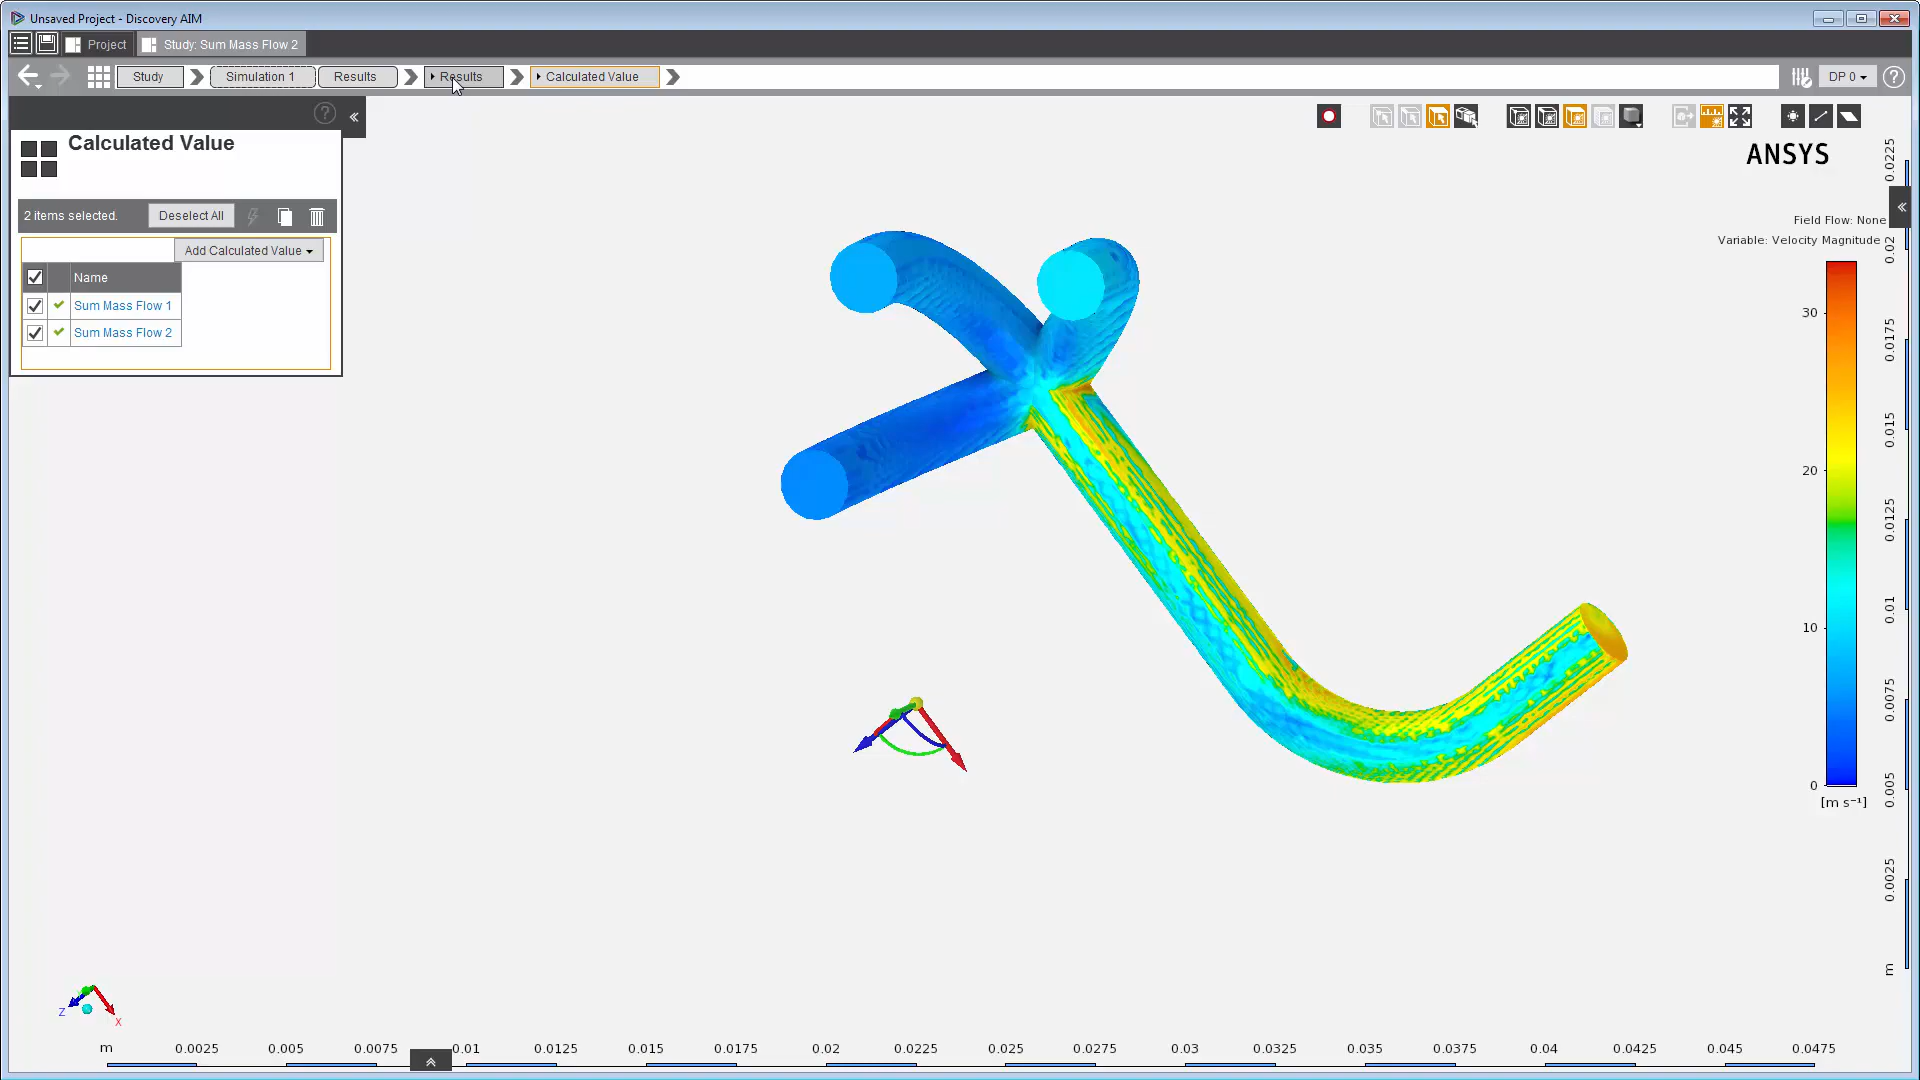 Unsaved Project - Discovery AIM
Project
Study: Sum Mass Flow 2
Study
Simulation 1
Results
Results
Calculated Value
DP 0
Calculated Value
2 items selected.
Deselect All
Add Calculated Value
Name
Sum Mass Flow 1
Sum Mass Flow 2
ANSYS
Field Flow: None
Variable: Velocity Magnitude
30
20
10
0
[m s⁻¹]
0.0225
0.02
0.0175
0.015
0.0125
0.01
0.0075
0.005
0.0025
m
Z
X
m 0.0025 0.005 0.0075 0.01 0.0125 0.015 0.0175 0.02 0.0225 0.025 0.0275 0.03 0.0325 0.035 0.0375 0.04 0.0425 0.045 0.0475